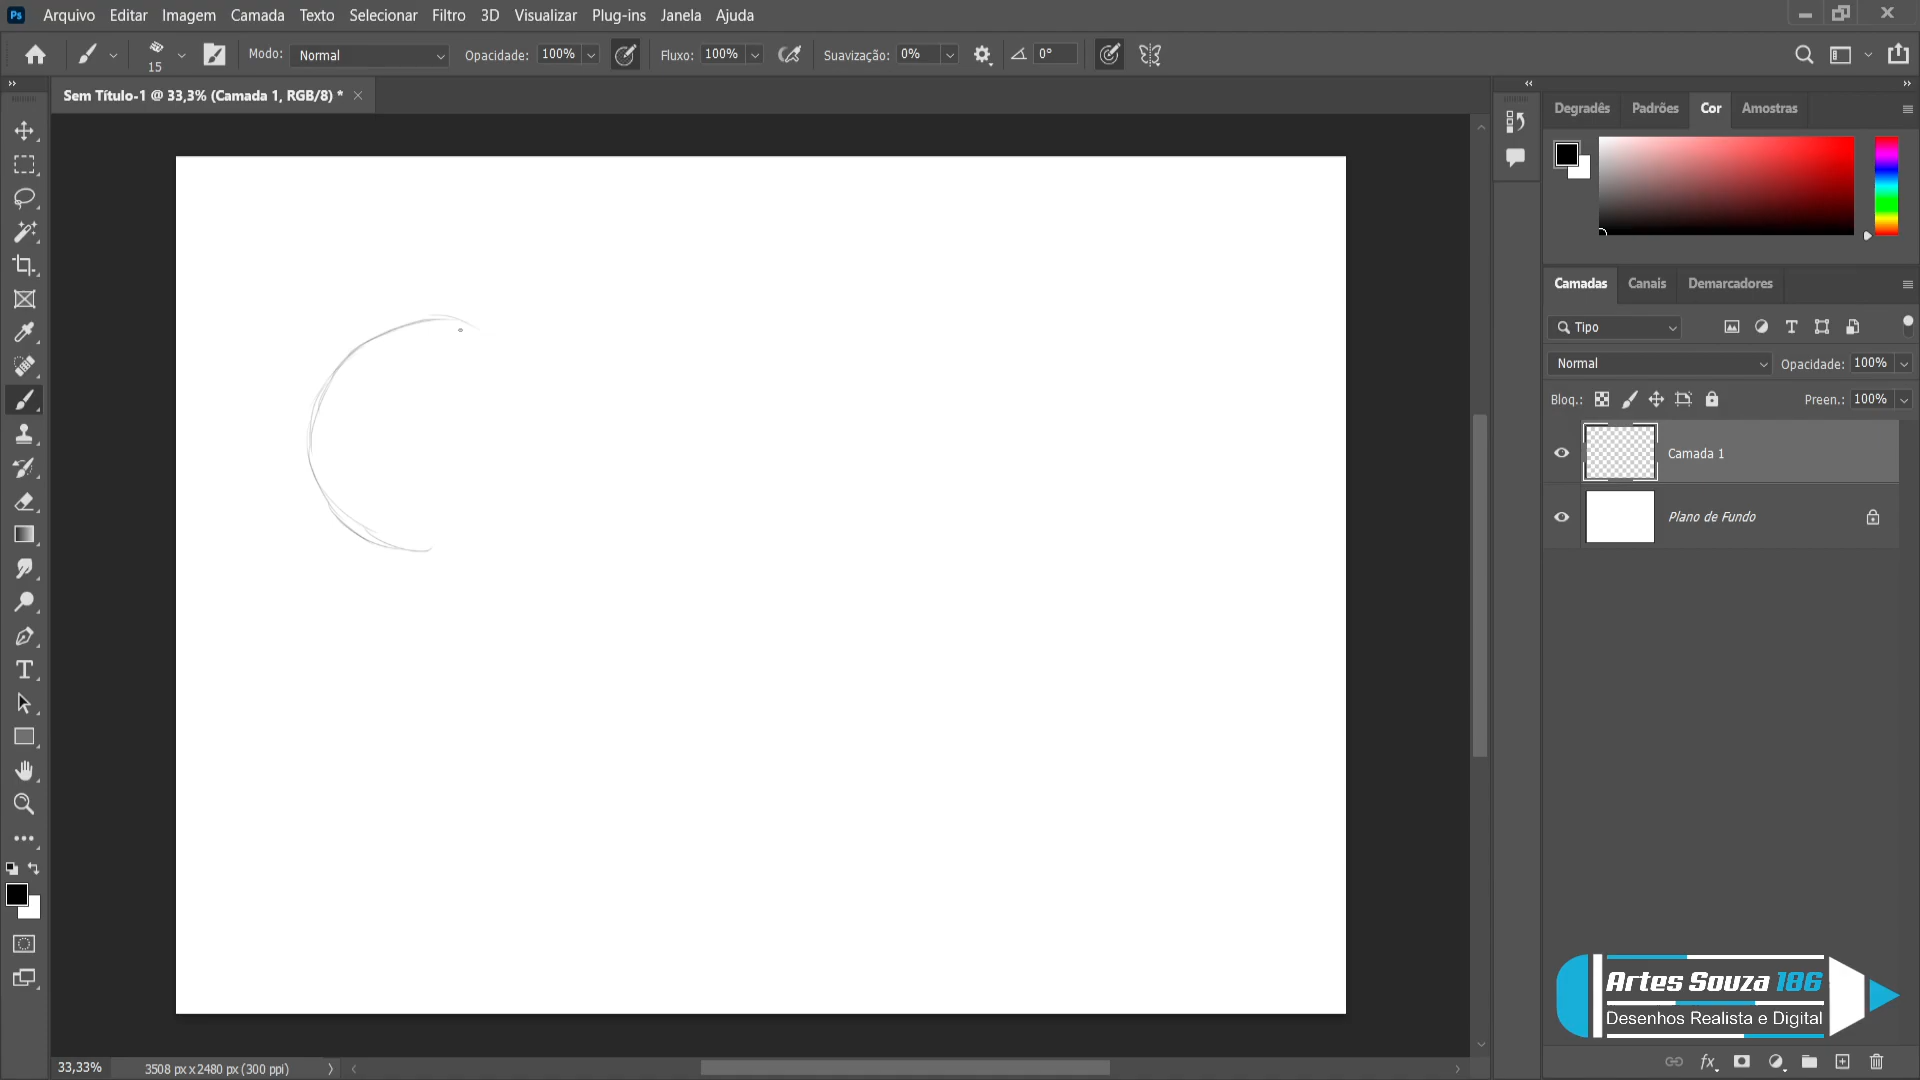 Ps Arquivo Editar Imagem Camada Texto Selecionar Filtro 3D Visualizar Plug-ins Janela Ajuda
15 Modo: Normal Opacidade: 100% Fluxo: 100% Suavização: 0% 0°
Sem Título-1 @ 33,3% (Camada 1, RGB/8) *
Degradês Padrões Cor Amostras
Camadas Canais Demarcadores
Tipo
Normal Opacidade: 100%
Bloq.: Preen.: 100%
Camada 1
Plano de Fundo
Artes Souza 186
Desenhos Realista e Digital
33,33% 3508 px x 2480 px (300 ppi)
fx